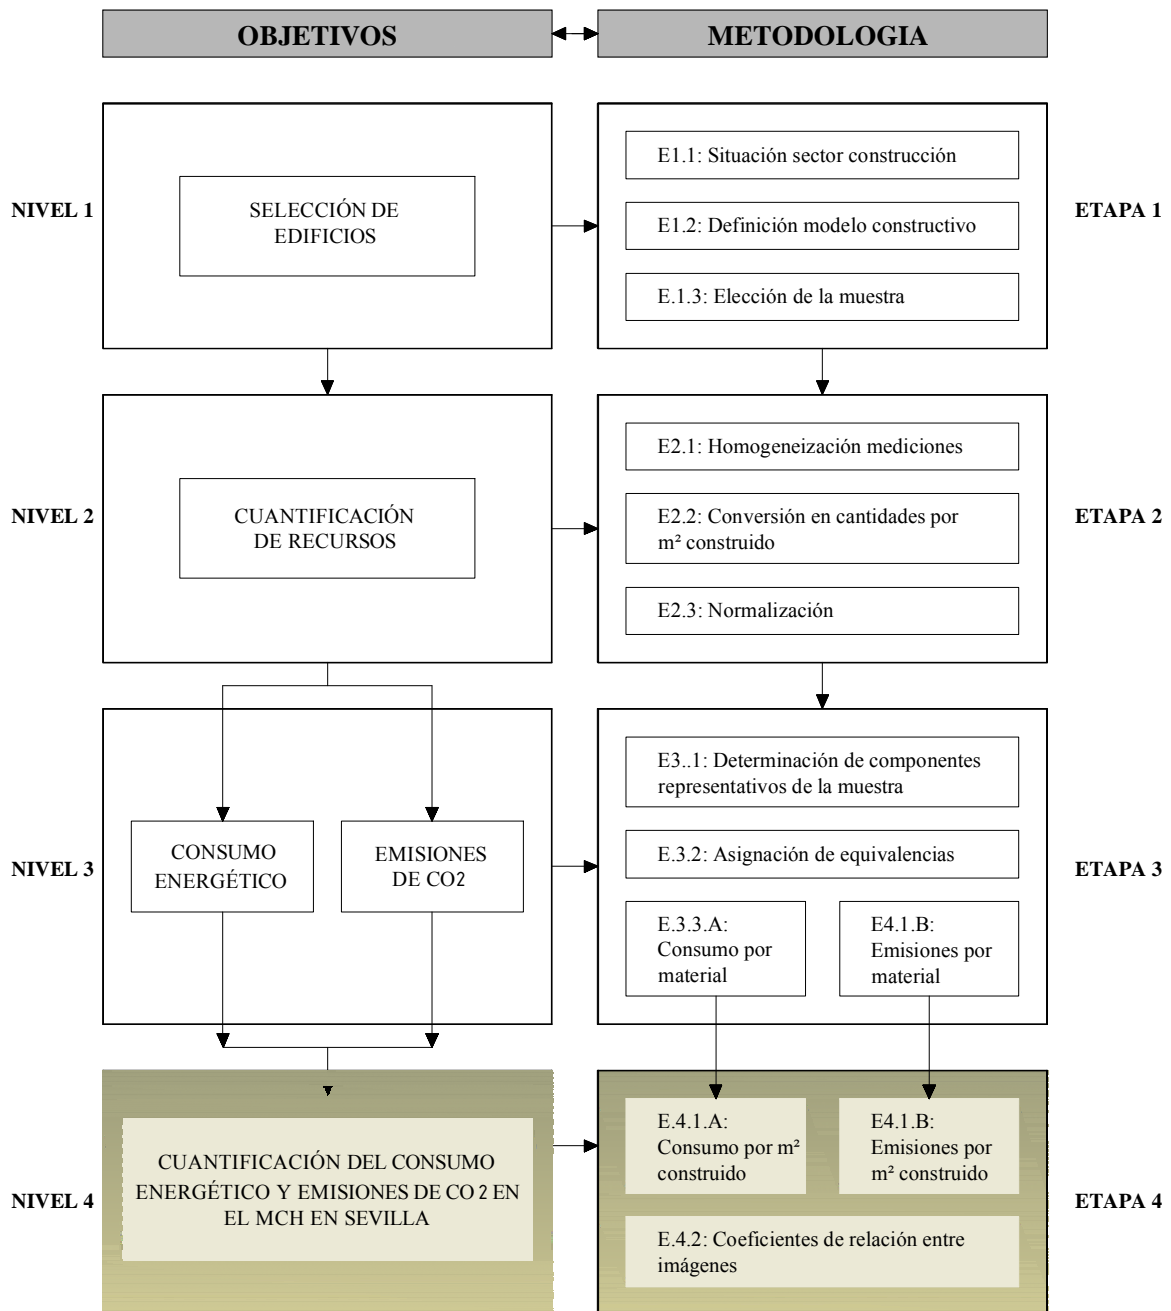 OBJETIVOS
METODOLOGIA
NIVEL 1
SELECCIÓN DE
EDIFICIOS
E1.1: Situación sector construcción
E1.2: Definición modelo constructivo
E.1.3: Elección de la muestra
ETAPA 1
NIVEL 2
CUANTIFICACIÓN
DE RECURSOS
E2.1: Homogeneización mediciones
E2.2: Conversión en cantidades por
m² construido
E2.3: Normalización
ETAPA 2
NIVEL 3
CONSUMO
ENERGÉTICO
EMISIONES
DE CO2
E3..1: Determinación de componentes
representativos de la muestra
E.3.2: Asignación de equivalencias
E.3.3.A:
Consumo por
material
E4.1.B:
Emisiones por
material
ETAPA 3
NIVEL 4
CUANTIFICACIÓN DEL CONSUMO
ENERGÉTICO Y EMISIONES DE CO2 EN
EL MCH EN SEVILLA
E.4.1.A:
Consumo por m²
construido
E4.1.B:
Emisiones por
m² construido
E.4.2: Coeficientes de relación entre
imágenes
ETAPA 4